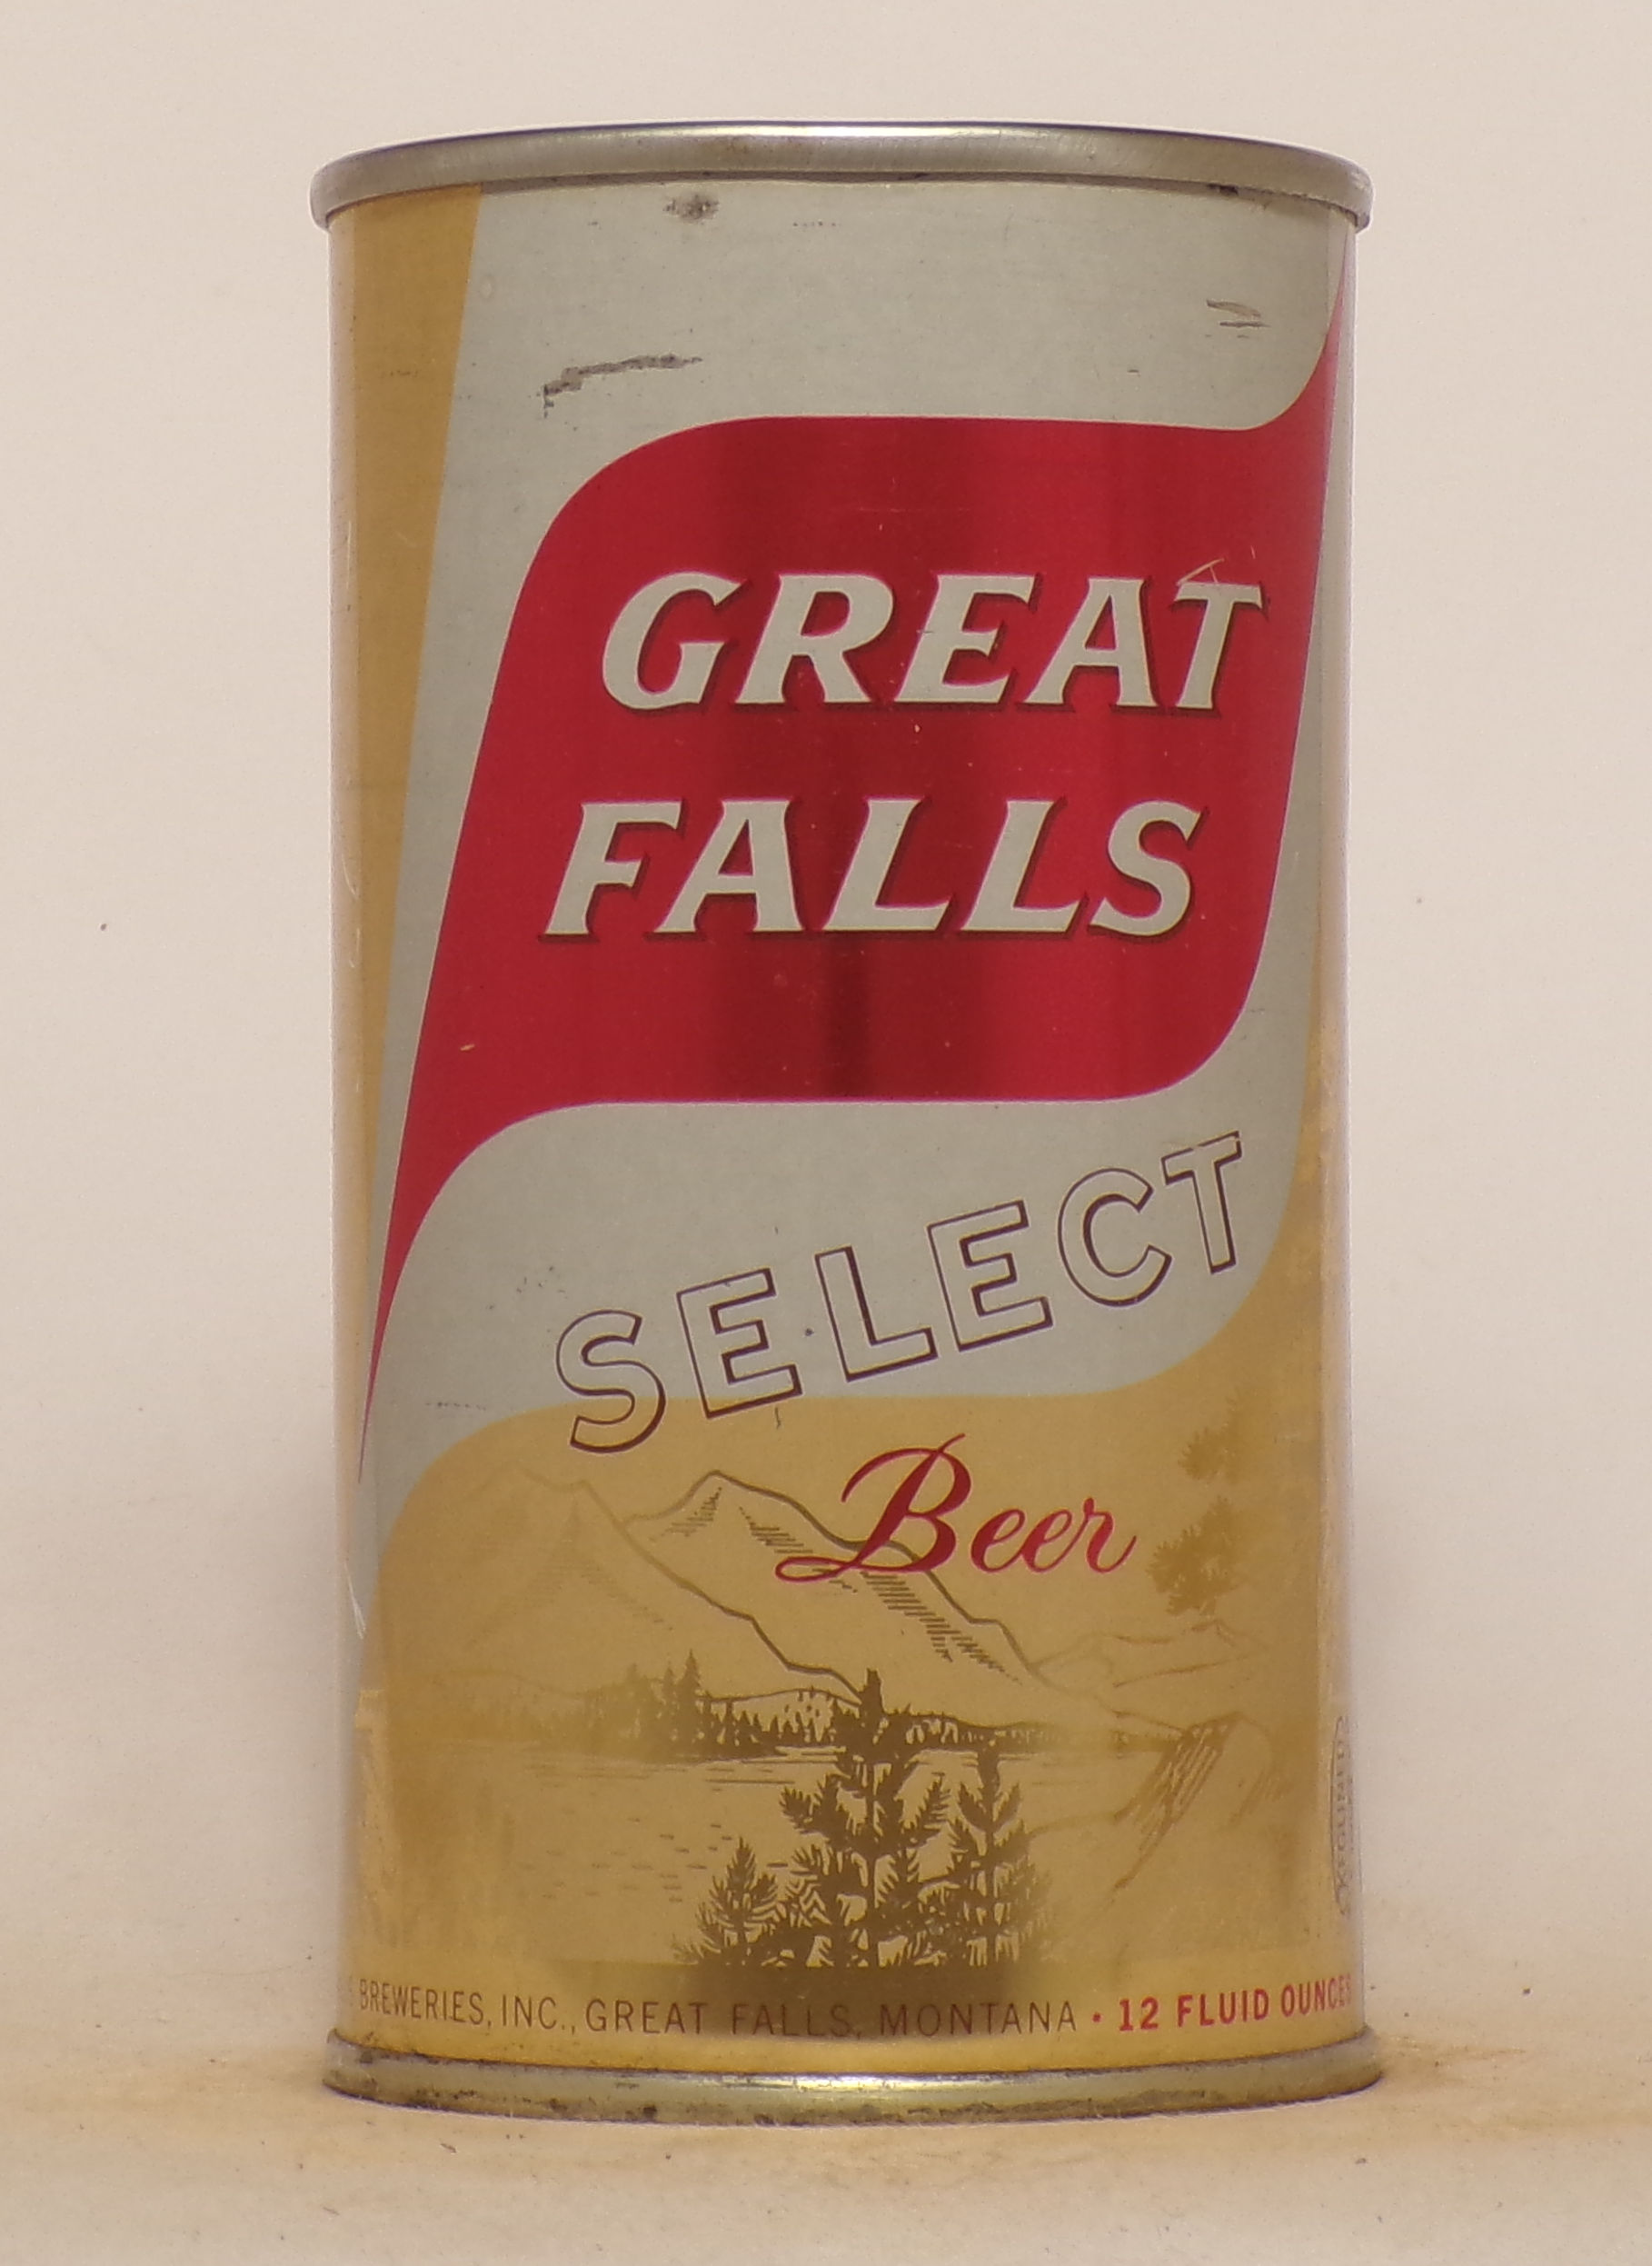 GREAT
FALLS
SELECT
Beer
BREWERIES, INC., GREAT FALLS, MONTANA • 12 FLUID OUNCES